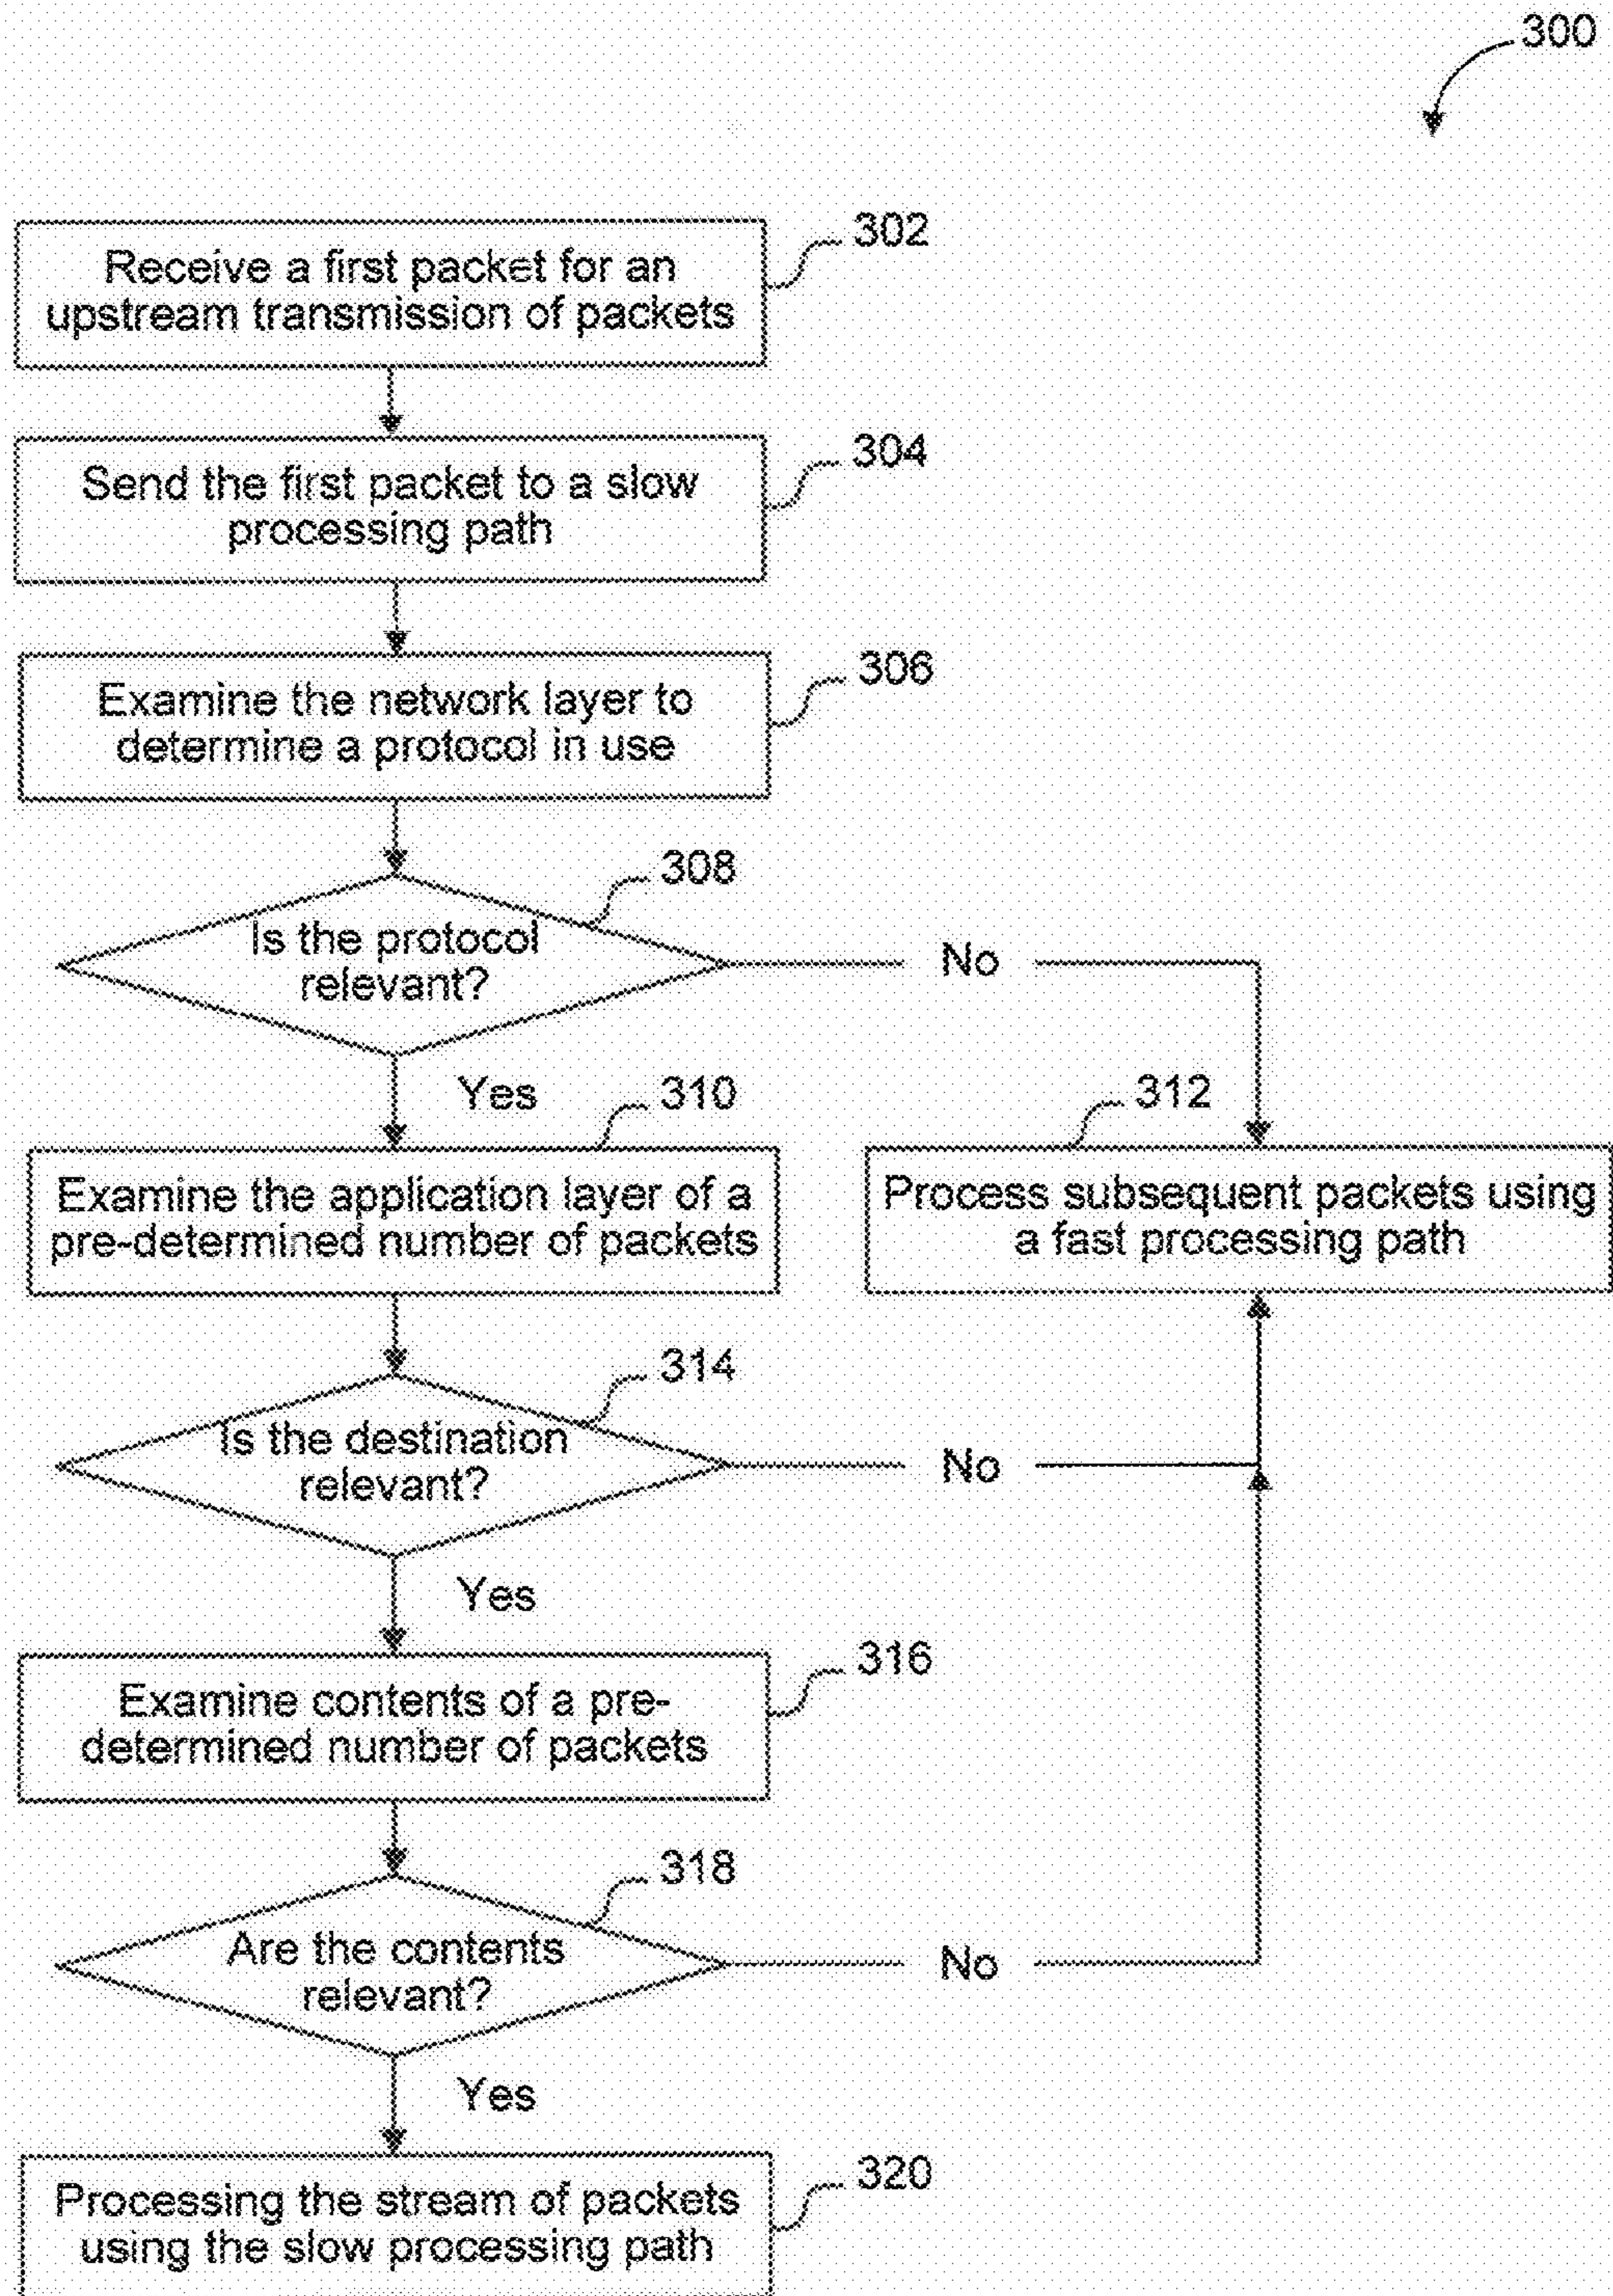 300
302
Receive a first packet for an
upstream transmission of packets
304
Send the first packet to a slow
processing path
306
Examine the network layer to
determine a protocol in use
308
Is the protocol
relevant?
No
Yes
310
312
Examine the application layer of a
pre-determined number of packets
Process subsequent packets using
a fast processing path
314
Is the destination
relevant?
No
Yes
316
Examine contents of a pre-
determined number of packets
318
Are the contents
relevant?
No
Yes
320
Processing the stream of packets
using the slow processing path